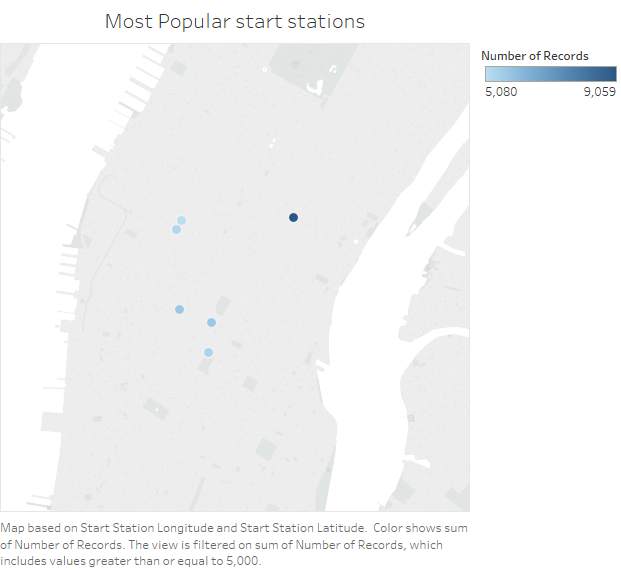 Most Popular start stations
Number of Records
5,080 9,059
Map based on Start Station Longitude and Start Station Latitude.  Color shows sum
of Number of Records. The view is filtered on sum of Number of Records, which
includes values greater than or equal to 5,000.